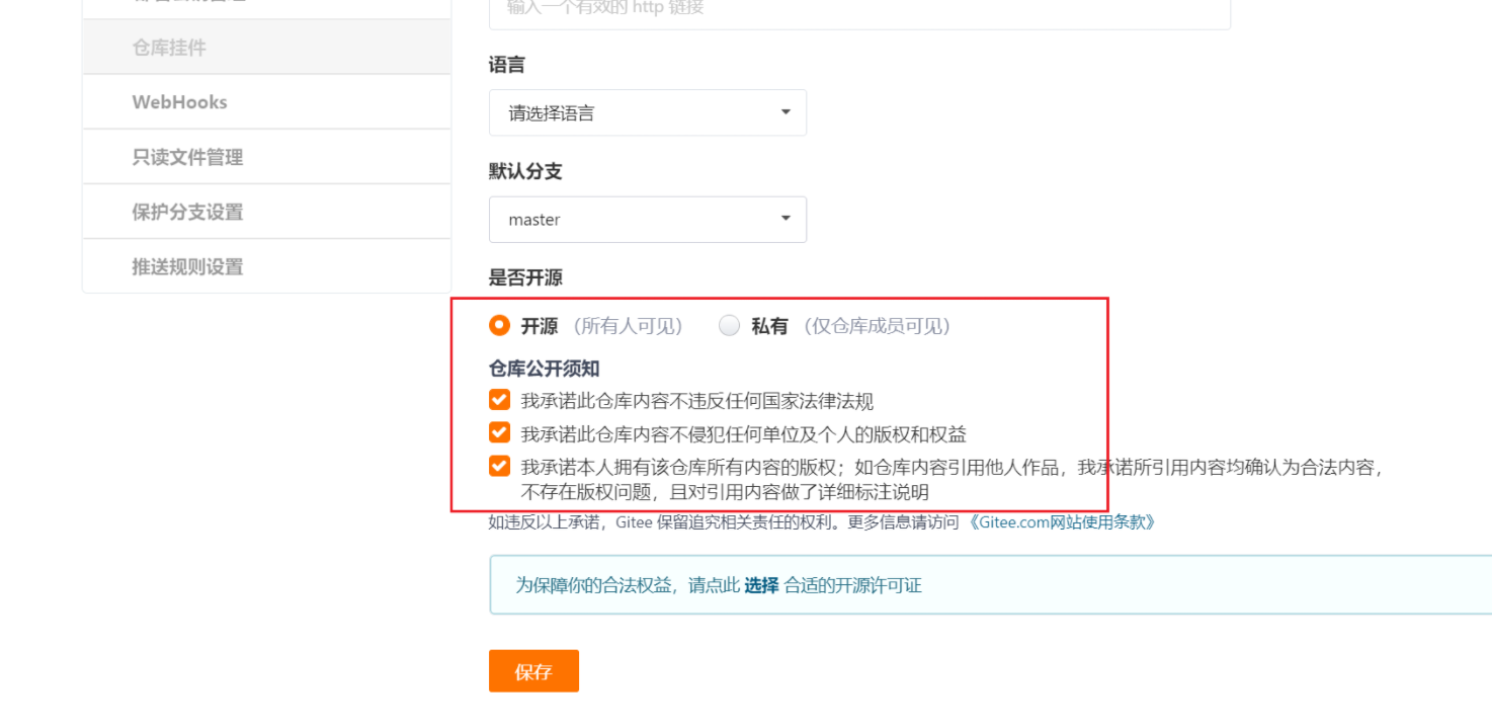 输入一个有效的 http 链接
仓库挂件
WebHooks
只读文件管理
保护分支设置
推送规则设置
语言
请选择语言
默认分支
master
是否开源
开源 （所有人可见） 私有 （仅仓库成员可见）
仓库公开须知
我承诺此仓库内容不违反任何国家法律法规
我承诺此仓库内容不侵犯任何单位及个人的版权和权益
我承诺本人拥有该仓库所有内容的版权；如仓库内容引用他人作品，我承诺所引用内容均确认为合法内容，
不存在版权问题，且对引用内容做了详细标注说明
如违反以上承诺，Gitee 保留追究相关责任的权利。更多信息请访问 《Gitee.com网站使用条款》
为保障你的合法权益，请点此 选择 合适的开源许可证
保存